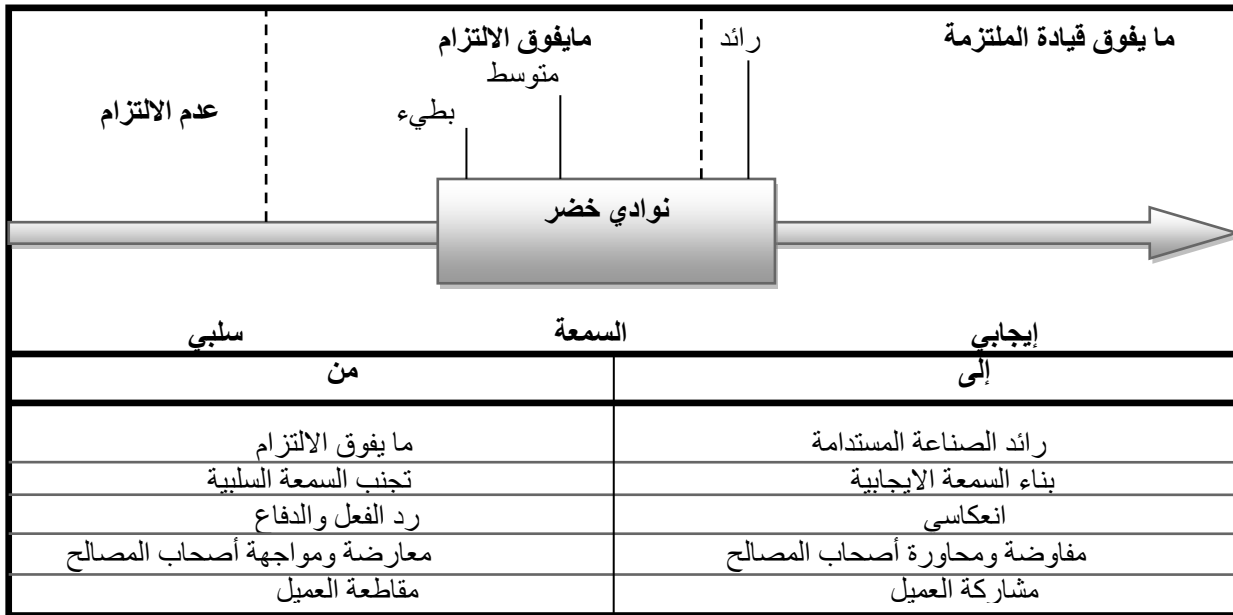 ما يفوق قيادة الملتزمة
رائد
مايفوق الالتزام
متوسط
بطيء
عدم الالتزام
نوادي خضر
إيجابي
السمعة
سلبي
إلى
من
رائد الصناعة المستدامة
ما يفوق الالتزام
بناء السمعة الايجابية
تجنب السمعة السلبية
انعكاسي
رد الفعل والدفاع
مفاوضة ومحاورة أصحاب المصالح
معارضة ومواجهة أصحاب المصالح
مشاركة العميل
مقاطعة العميل